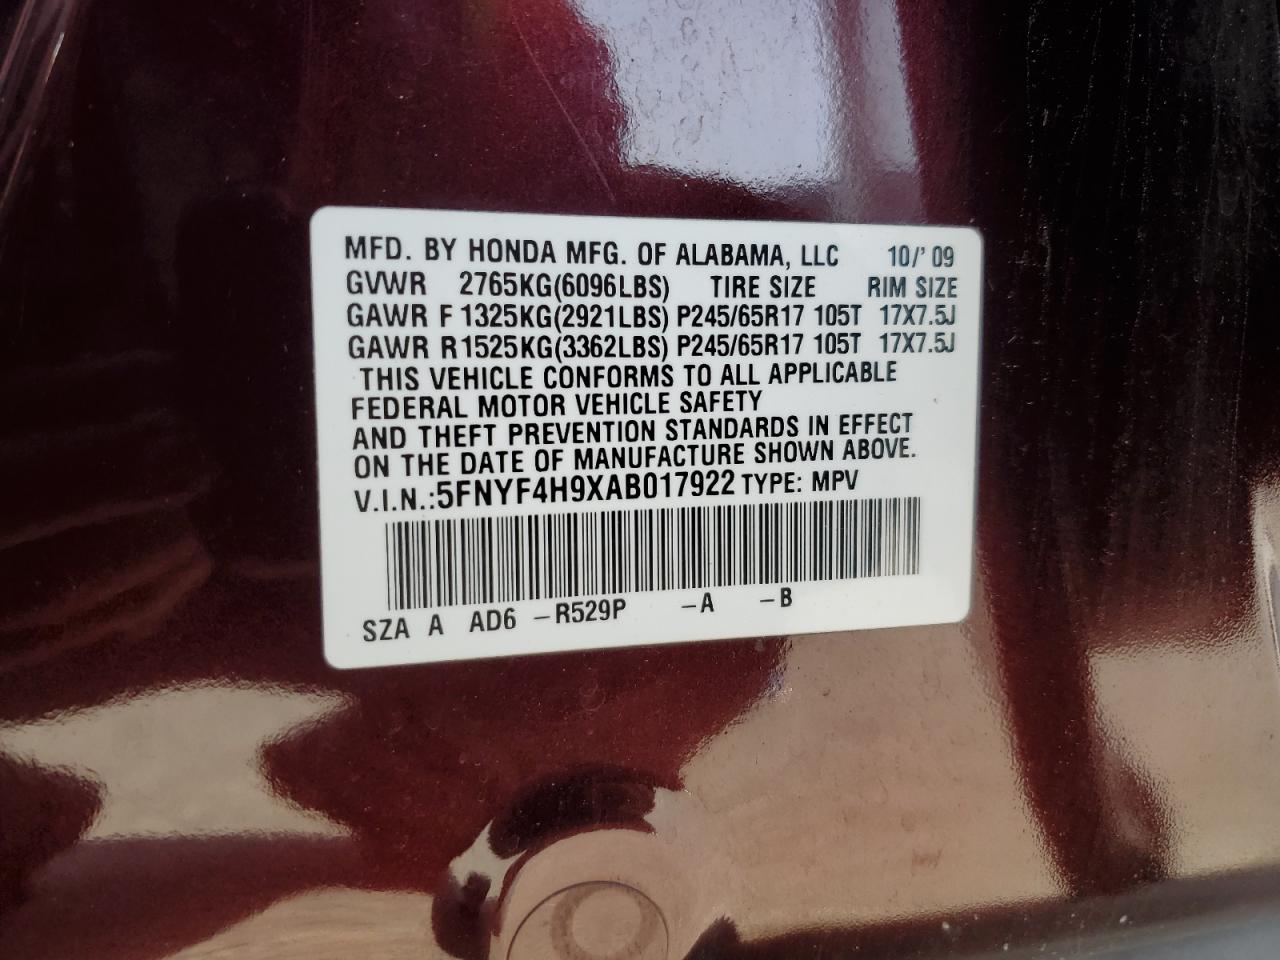 MFD. BY HONDA MFG. OF ALABAMA, LLC 10/'09
GVWR 2765KG(6096LBS) TIRE SIZE RIM SIZE
GAWR F 1325KG(2921LBS) P245/65R17 105T 17X7.5J
GAWR R 1525KG(3362LBS) P245/65R17 105T 17X7.5J
THIS VEHICLE CONFORMS TO ALL APPLICABLE
FEDERAL MOTOR VEHICLE SAFETY
AND THEFT PREVENTION STANDARDS IN EFFECT
ON THE DATE OF MANUFACTURE SHOWN ABOVE.
V.I.N.:5FNYF4H9XAB017922 TYPE: MPV
SZA A AD6 –R529P –A –B